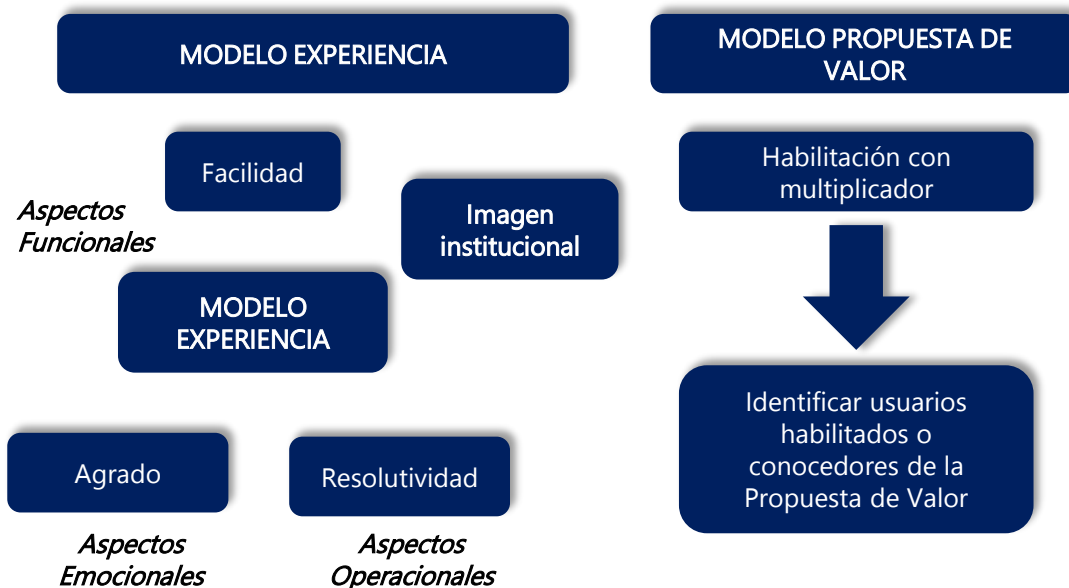 MODELO EXPERIENCIA
MODELO PROPUESTA DE
VALOR
Facilidad
Aspectos
Funcionales
Imagen
institucional
MODELO
EXPERIENCIA
Agrado
Aspectos
Emocionales
Resolutividad
Aspectos
Operacionales
Habilitación con
multiplicador
Identificar usuarios
habilitados o
conocedores de la
Propuesta de Valor